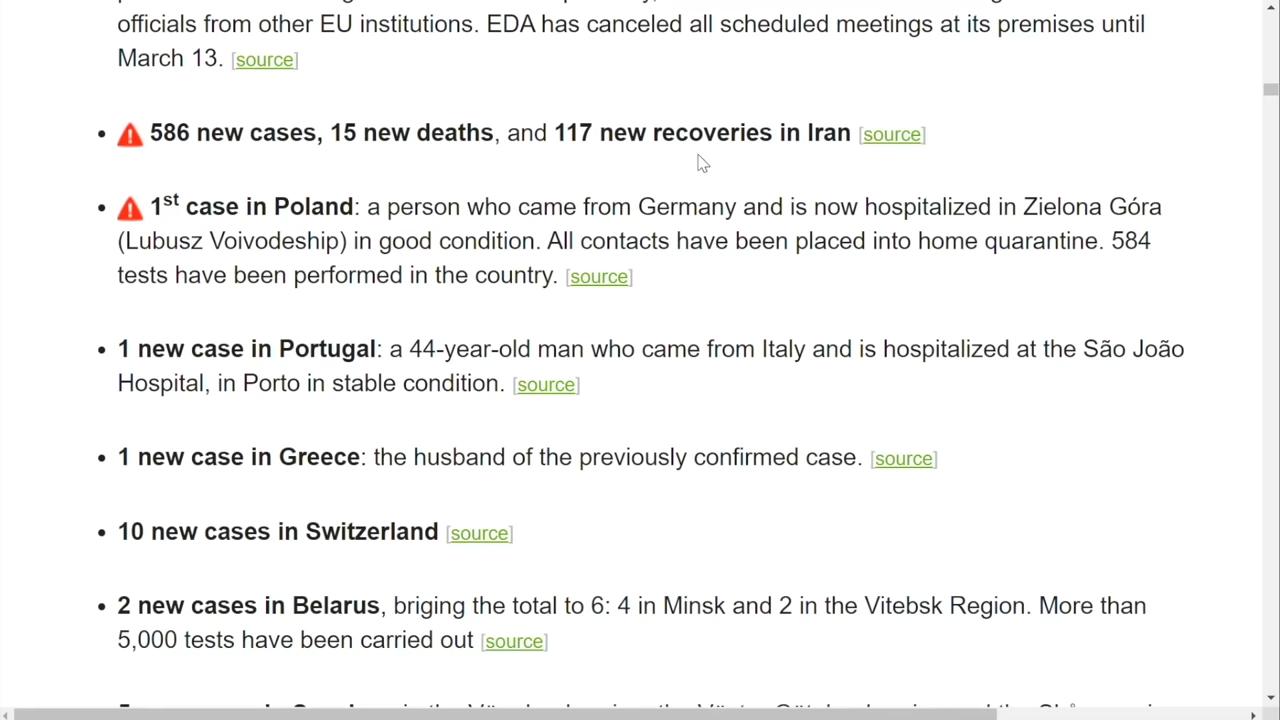 officials from other EU institutions. EDA has canceled all scheduled meetings at its premises until
March 13. [source]
• 586 new cases, 15 new deaths, and 117 new recoveries in Iran [source]
• 1st case in Poland: a person who came from Germany and is now hospitalized in Zielona Góra
(Lubusz Voivodeship) in good condition. All contacts have been placed into home quarantine. 584
tests have been performed in the country. [source]
• 1 new case in Portugal: a 44-year-old man who came from Italy and is hospitalized at the São João
Hospital, in Porto in stable condition. [source]
• 1 new case in Greece: the husband of the previously confirmed case. [source]
• 10 new cases in Switzerland [source]
• 2 new cases in Belarus, briging the total to 6: 4 in Minsk and 2 in the Vitebsk Region. More than
5,000 tests have been carried out [source]